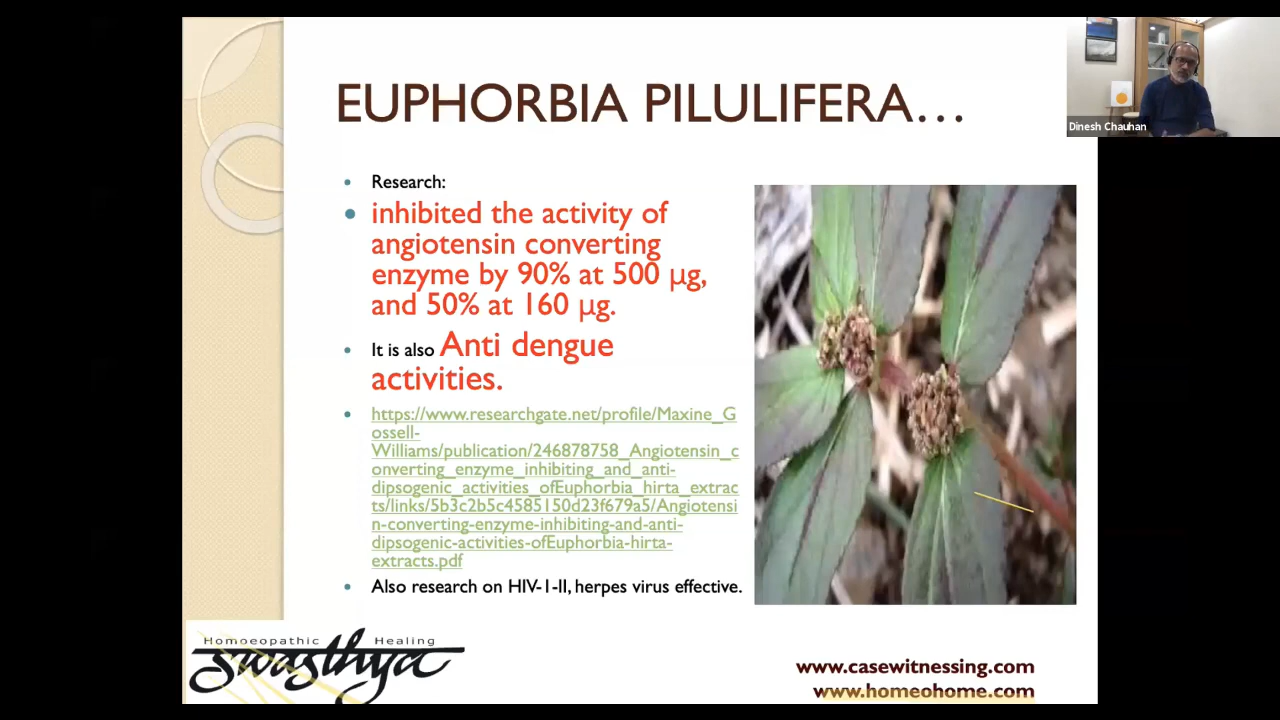 EUPHORBIA PILULIFERA...
Dinesh Chauhan
• Research:
• inhibited the activity of
angiotensin converting
enzyme by 90% at 500 µg,
and 50% at 160 µg.
• It is also Anti dengue
activities.
• https://www.researchgate.net/profile/Maxine_G
ossell-
Williams/publication/246878758_Angiotensin_c
onverting_enzyme_inhibiting_and_anti-
dipsogenic_activities_ofEuphorbia_hirta_extrac
ts/links/5b3c2b5c4585150d23f679a5/Angiotensi
n-converting-enzyme-inhibiting-and-anti-
dipsogenic-activities-ofEuphorbia-hirta-
extracts.pdf
• Also research on HIV-1-II, herpes virus effective.
Homoeopathic Healing
swasthya
www.casewitnessing.com
www.homeohome.com